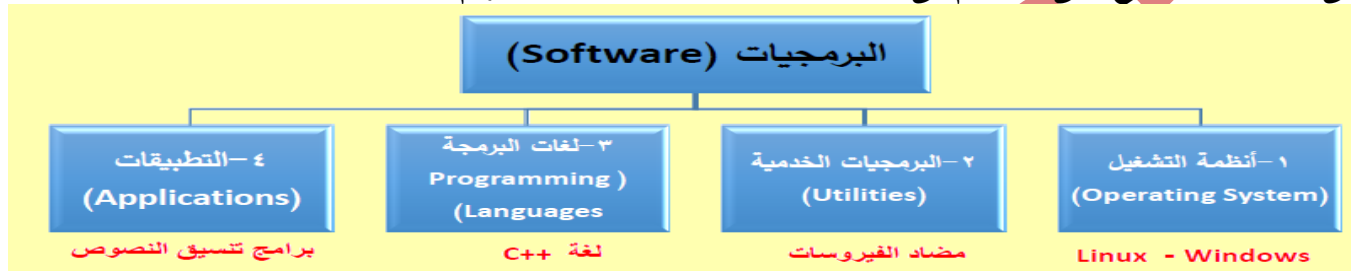 البرمجيات (Software)
١-أنظمة التشغيل
(Operating System)
Linux - Windows
٢-البرمجيات الخدمية
(Utilities)
مضاد الفيروسات
٣-لغات البرمجة
Programming )
(Languages
لغة C++
٤-التطبيقات
(Applications)
برامج تنسيق النصوص